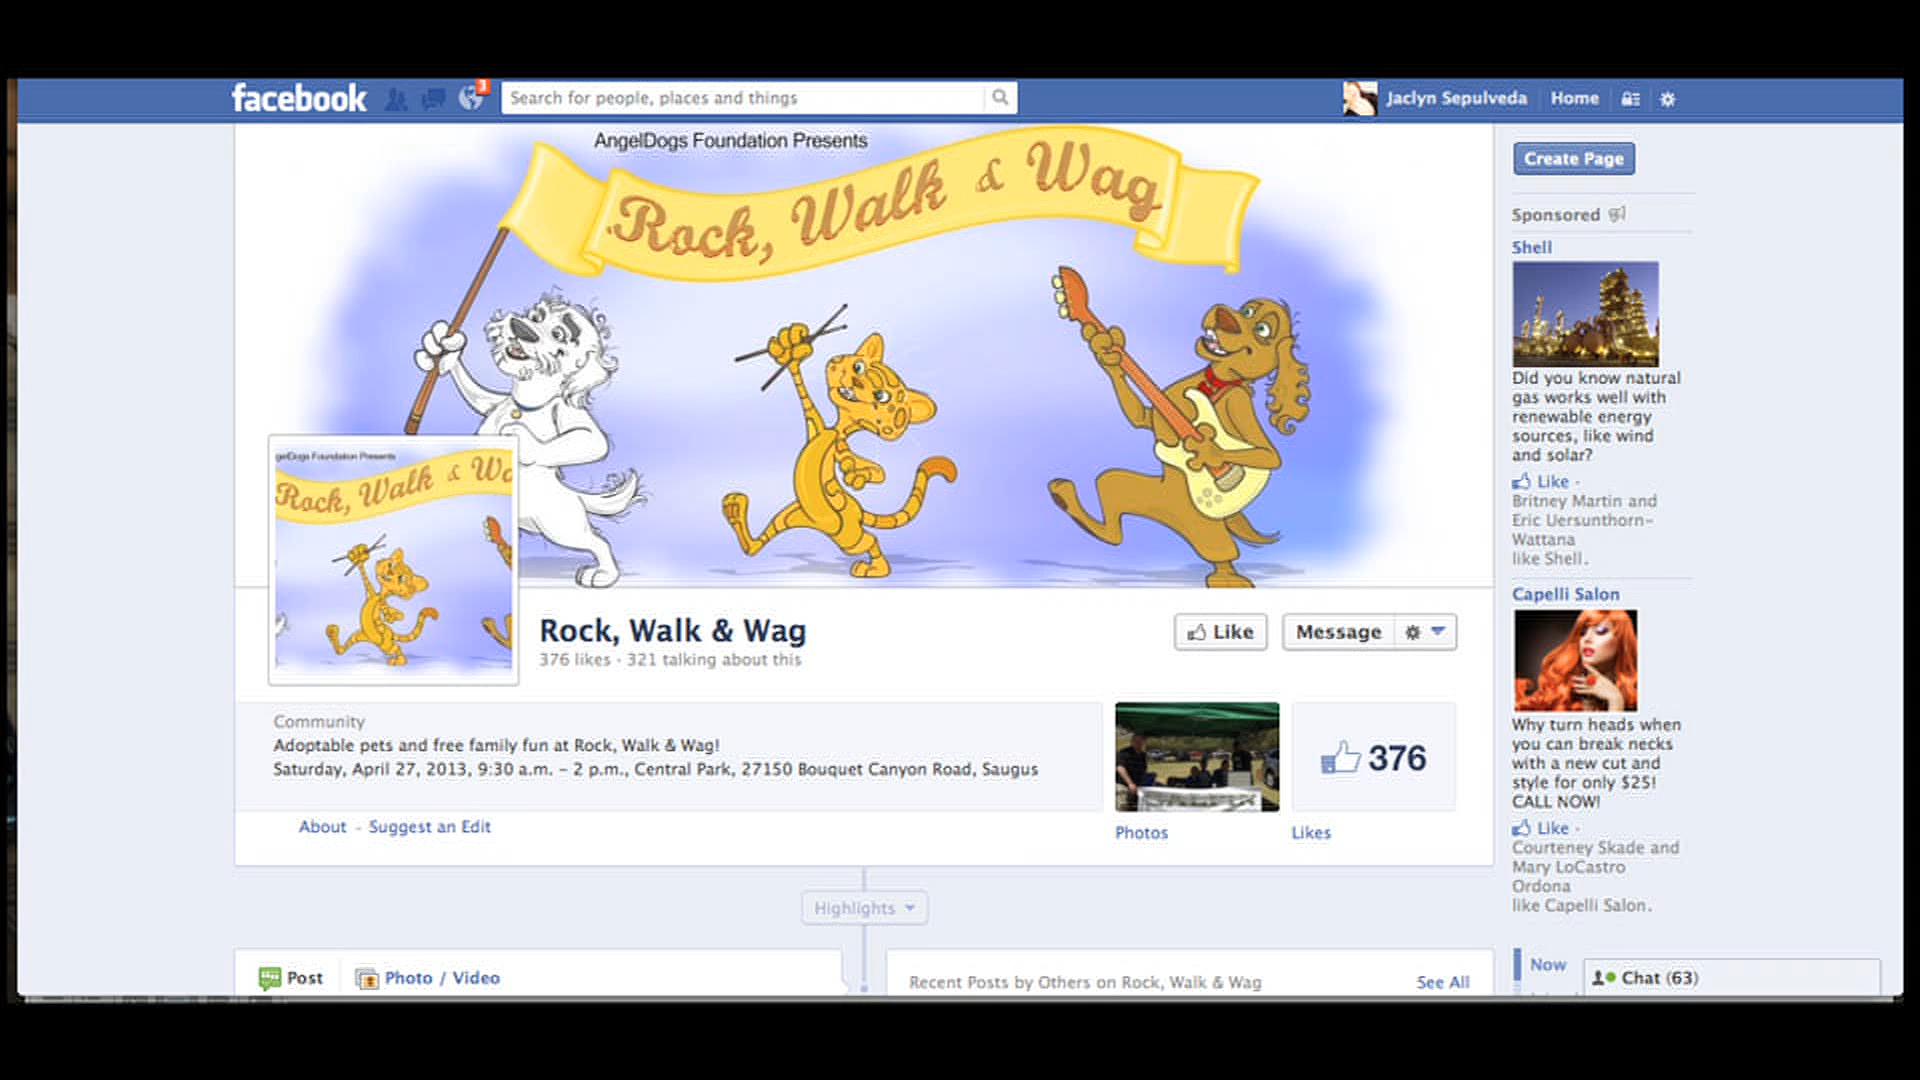 facebook
3
Search for people, places and things
Jaclyn Sepulveda
Home
AngelDogs Foundation Presents
Rock, Walk & Wag
gelDogs Foundation Presents
Rock, Walk & Wa
Rock, Walk & Wag
376 likes · 321 talking about this
Like
Message
Community
Adoptable pets and free family fun at Rock, Walk & Wag!
Saturday, April 27, 2013, 9:30 a.m. – 2 p.m., Central Park, 27150 Bouquet Canyon Road, Saugus
About – Suggest an Edit
Photos
376
Likes
Highlights
Post
Photo / Video
Recent Posts by Others on Rock, Walk & Wag
See All
Create Page
Sponsored
Shell
Did you know natural
gas works well with
renewable energy
sources, like wind
and solar?
Like ·
Britney Martin and
Eric Uersunthorn–
Wattana
like Shell.
Capelli Salon
Why turn heads when
you can break necks
with a new cut and
style for only $25!
CALL NOW!
Like ·
Courteney Skade and
Mary LoCastro
Ordona
like Capelli Salon.
Now
Chat (63)